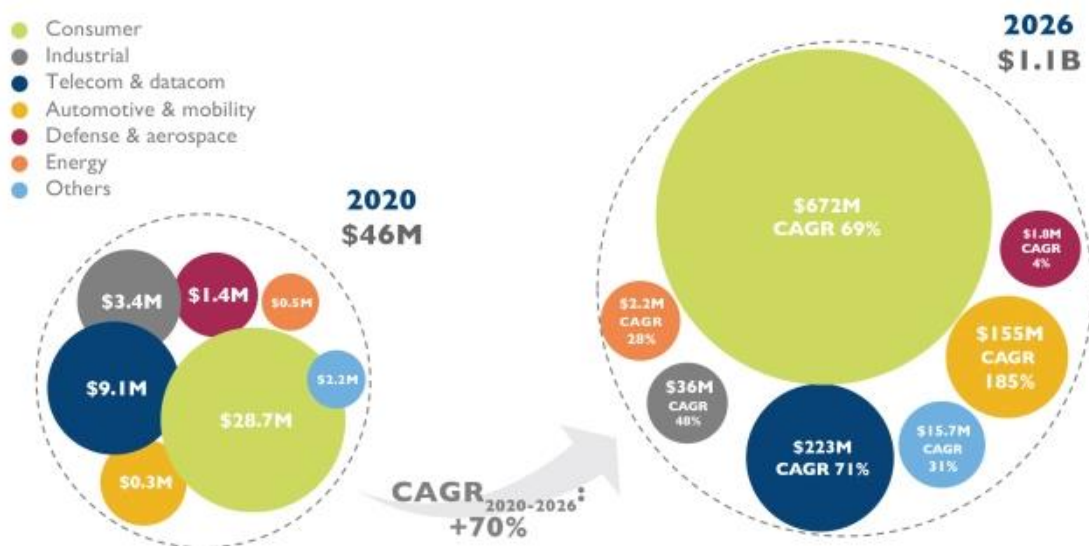 Consumer
Industrial
Telecom & datacom
Automotive & mobility
Defense & aerospace
Energy
Others
2020
$46M
$3.4M
$1.4M
$0.5M
$9.1M
$2.2M
$28.7M
$0.3M
CAGR2020-2026:
+70%
2026
$1.1B
$672M
CAGR 69%
$1.8M
CAGR
4%
$2.2M
CAGR
28%
$155M
CAGR
185%
$36M
CAGR
48%
$223M
CAGR 71%
$15.7M
CAGR
31%